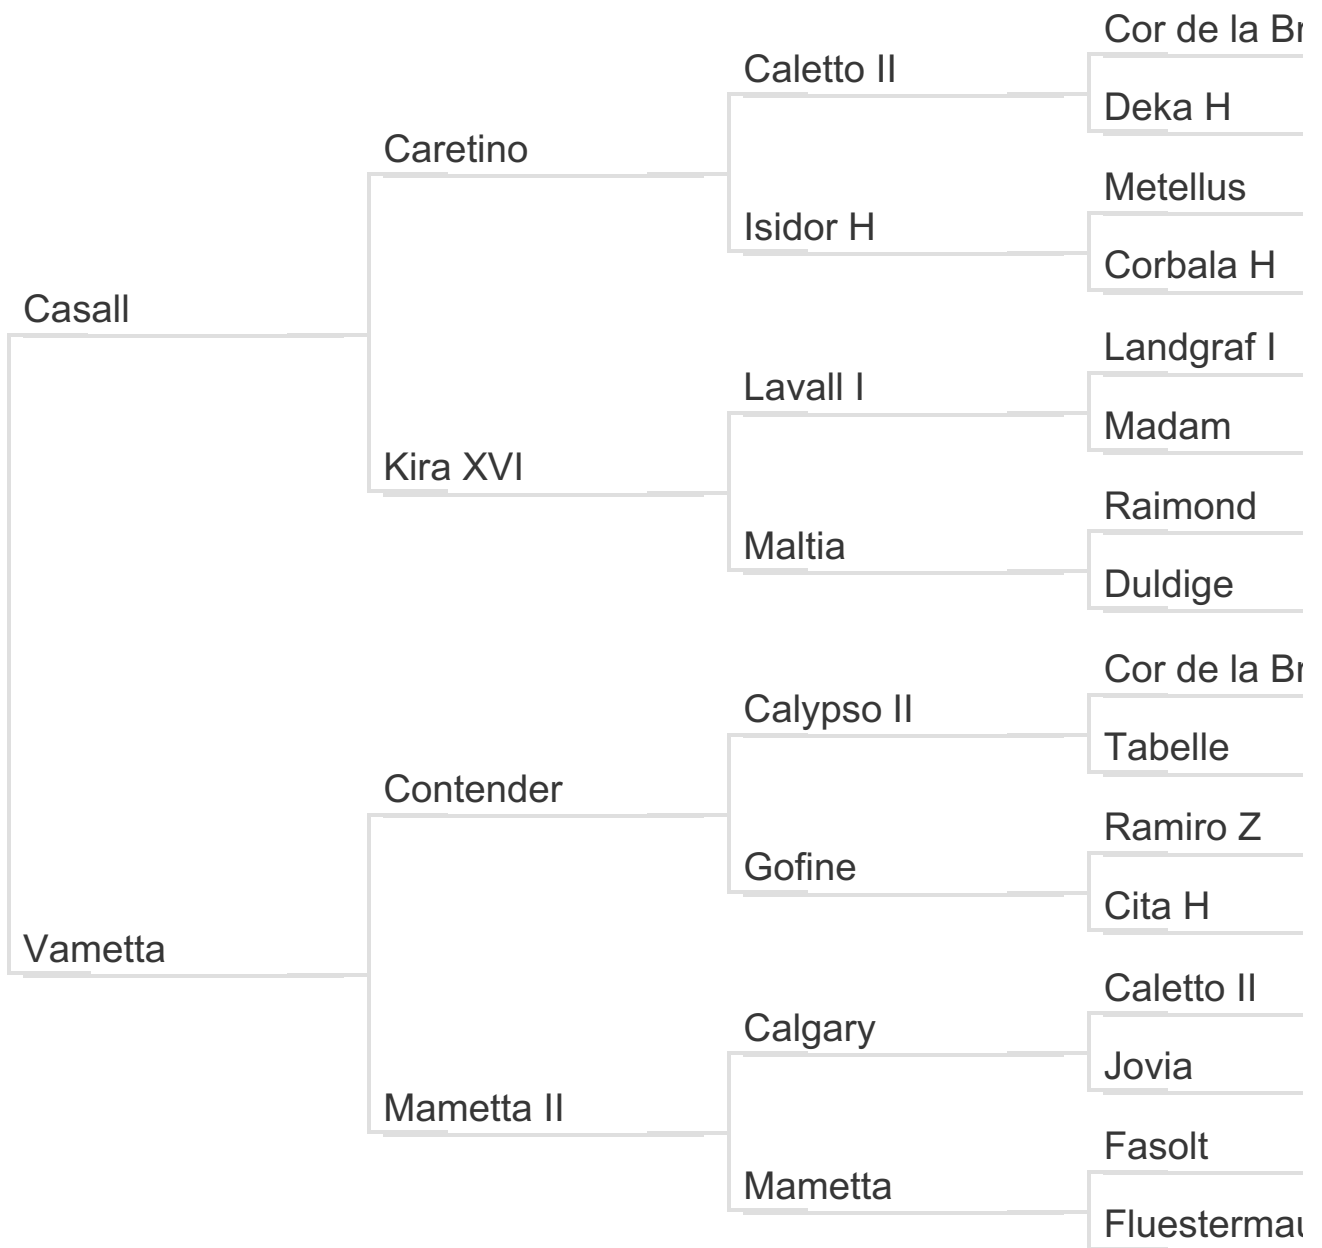 Cor de la Br
Caletto II
Deka H
Caretino
Metellus
Isidor H
Corbala H
Casall
Landgraf I
Lavall I
Madam
Kira XVI
Raimond
Maltia
Duldige
Cor de la Br
Calypso II
Tabelle
Contender
Ramiro Z
Gofine
Cita H
Vametta
Caletto II
Calgary
Jovia
Mametta II
Fasolt
Mametta
Fluestermau